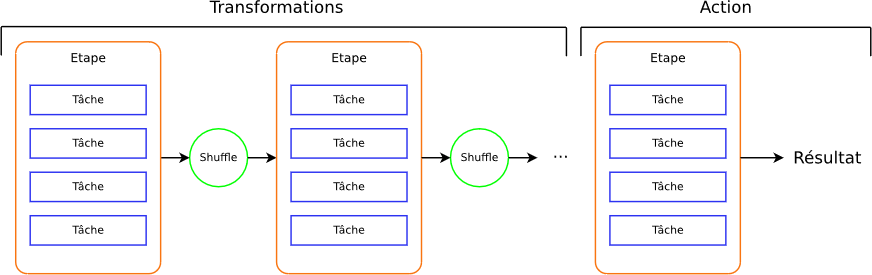 Transformations
Action
Etape
Tâche
Tâche
Tâche
Tâche
Shuffle
Etape
Tâche
Tâche
Tâche
Tâche
Shuffle
...
Etape
Tâche
Tâche
Tâche
Tâche
Résultat